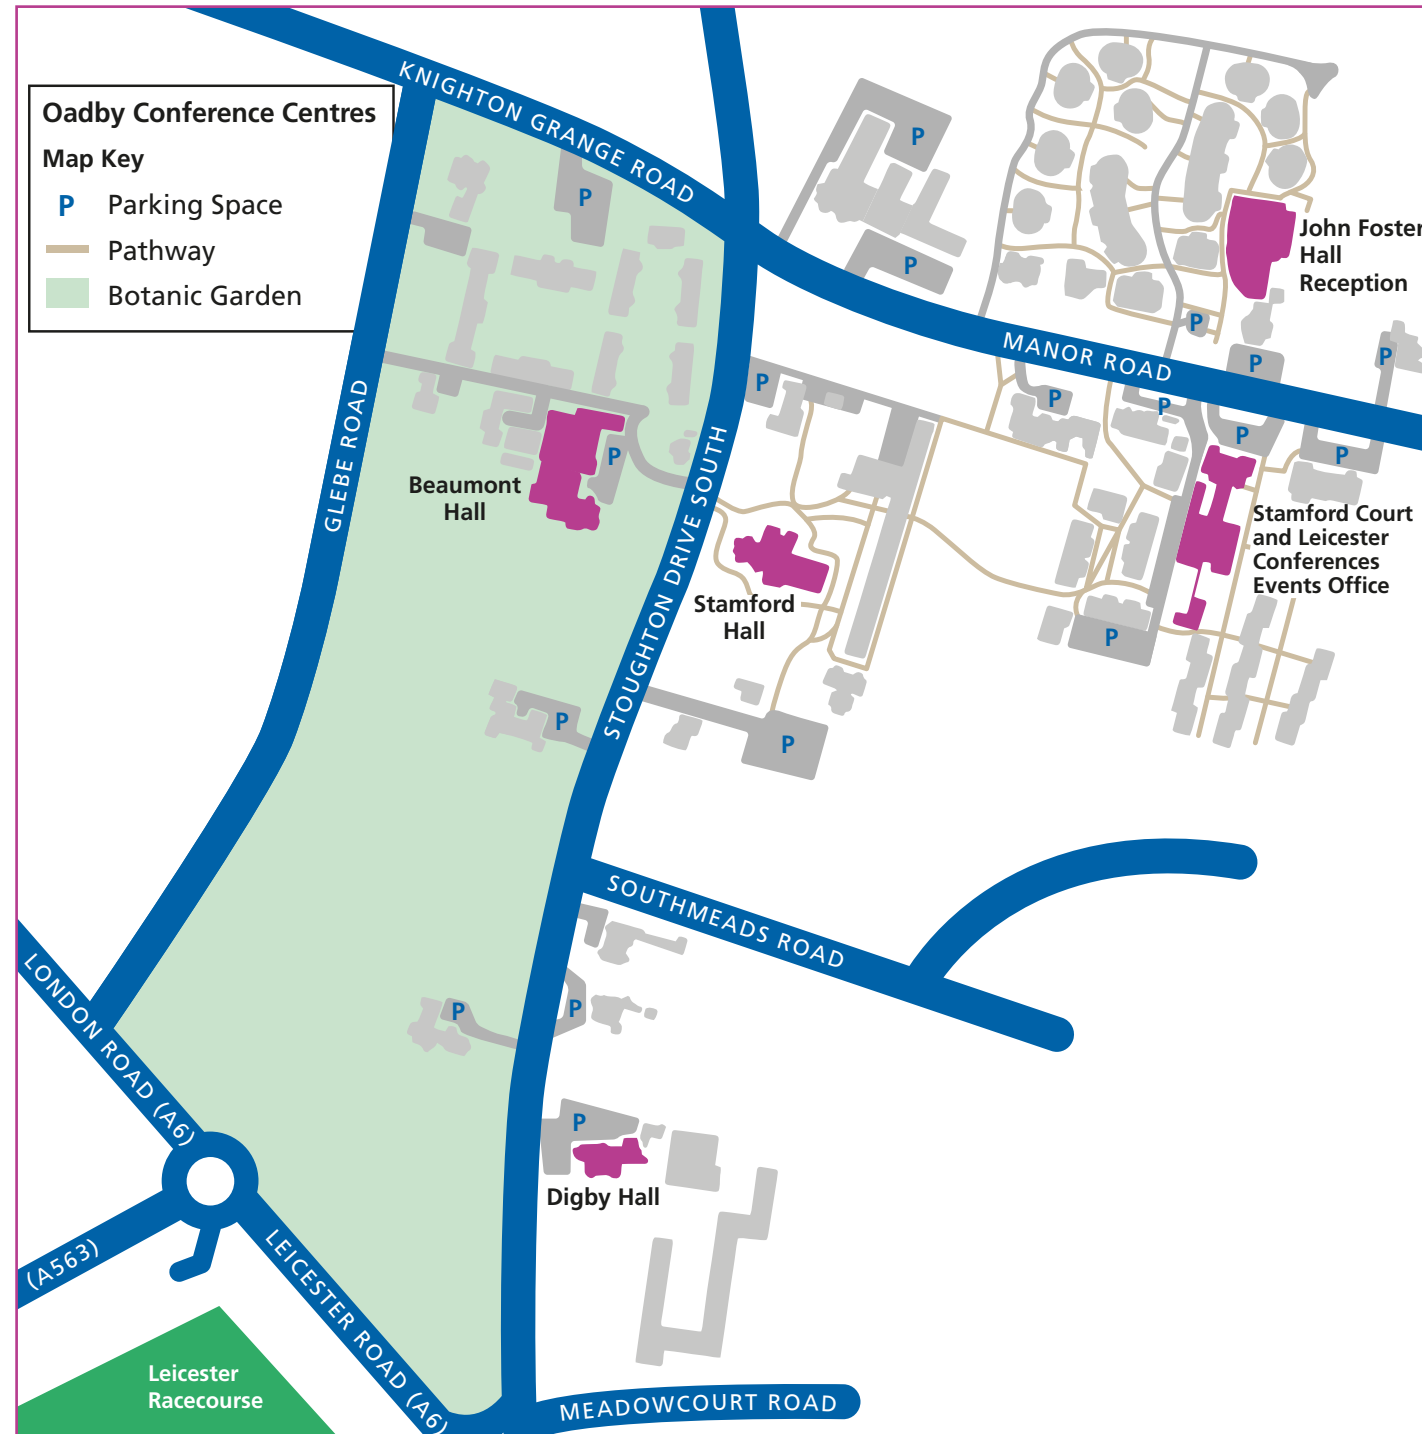 KNIGHTON GRANGE ROAD
Oadby Conference Centres
Map Key
P Parking Space
Pathway
Botanic Garden
P
P
P
John Foster
Hall
Reception
P
MANOR ROAD
P
P
P
P
P
GLEBE ROAD
P
P
P
Beaumont
Hall
STOUGHTON DRIVE SOUTH
Stamford Court
and Leicester
Conferences
Events Office
Stamford
Hall
P
P
P
SOUTHMEADS ROAD
LONDON ROAD (A6)
P
P
P
Digby Hall
(A563)
LEICESTER ROAD (A6)
Leicester
Racecourse
MEADOWCOURT ROAD